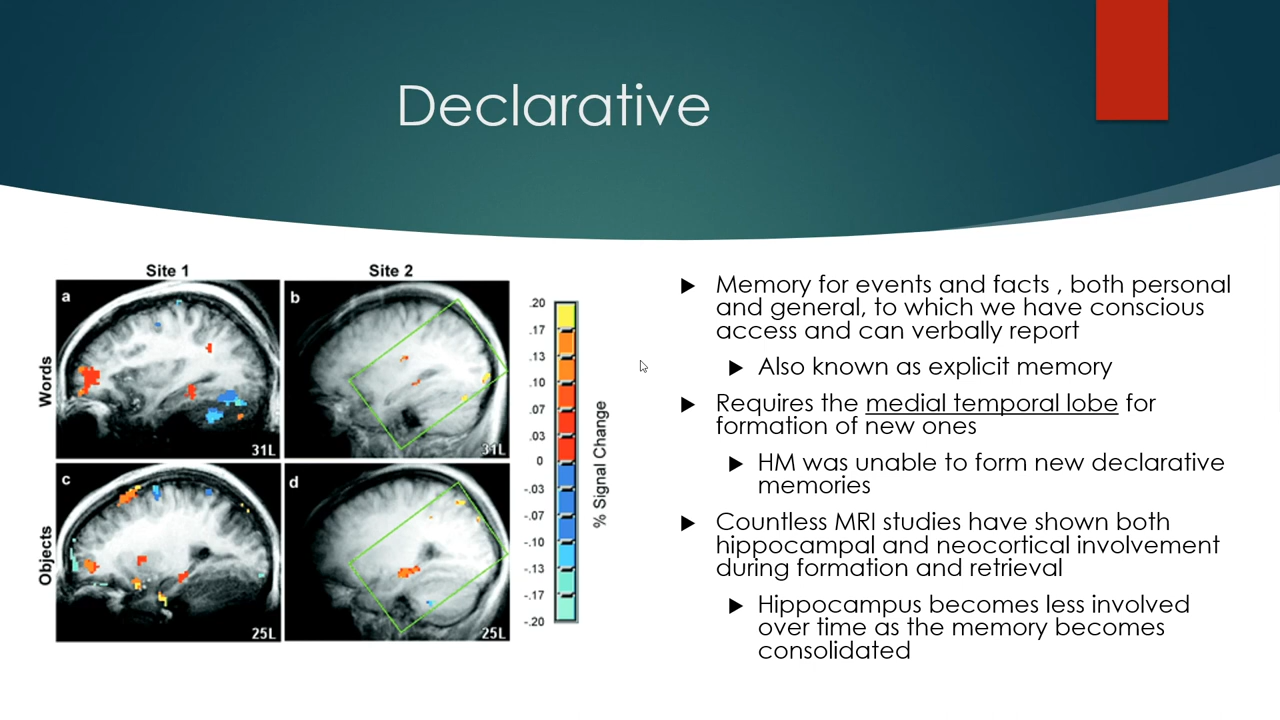 Declarative
Site 1
Site 2
Words
a
31L
b
31L
Objects
c
25L
d
25L
.20
.17
.13
.10
.07
.03
0
-.03
-.07
-.10
-.13
-.17
-.20
% Signal Change
Memory for events and facts , both personal
and general, to which we have conscious
access and can verbally report
Also known as explicit memory
Requires the medial temporal lobe for
formation of new ones
HM was unable to form new declarative
memories
Countless MRI studies have shown both
hippocampal and neocortical involvement
during formation and retrieval
Hippocampus becomes less involved
over time as the memory becomes
consolidated